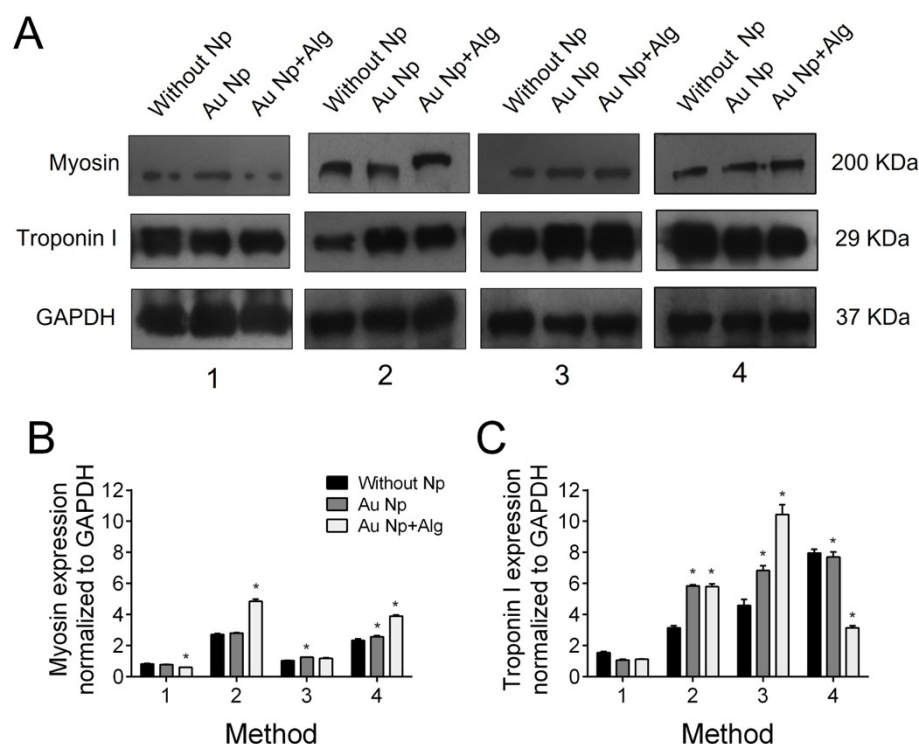 A
Without Np Au Np Au Np+Alg Without Np Au Np Au Np+Alg Without Np Au Np Au Np+Alg Without Np Au Np Au Np+Alg
Myosin 200 KDa
Troponin I 29 KDa
GAPDH 37 KDa
1 2 3 4
B
Myosin expression
normalized to GAPDH
12
10
8
6
4
2
0
Without Np
Au Np
Au Np+Alg
* * * * *
1 2 3 4
Method
C
Troponin I expression
normalized to GAPDH
12
10
8
6
4
2
0
* * * * * *
1 2 3 4
Method